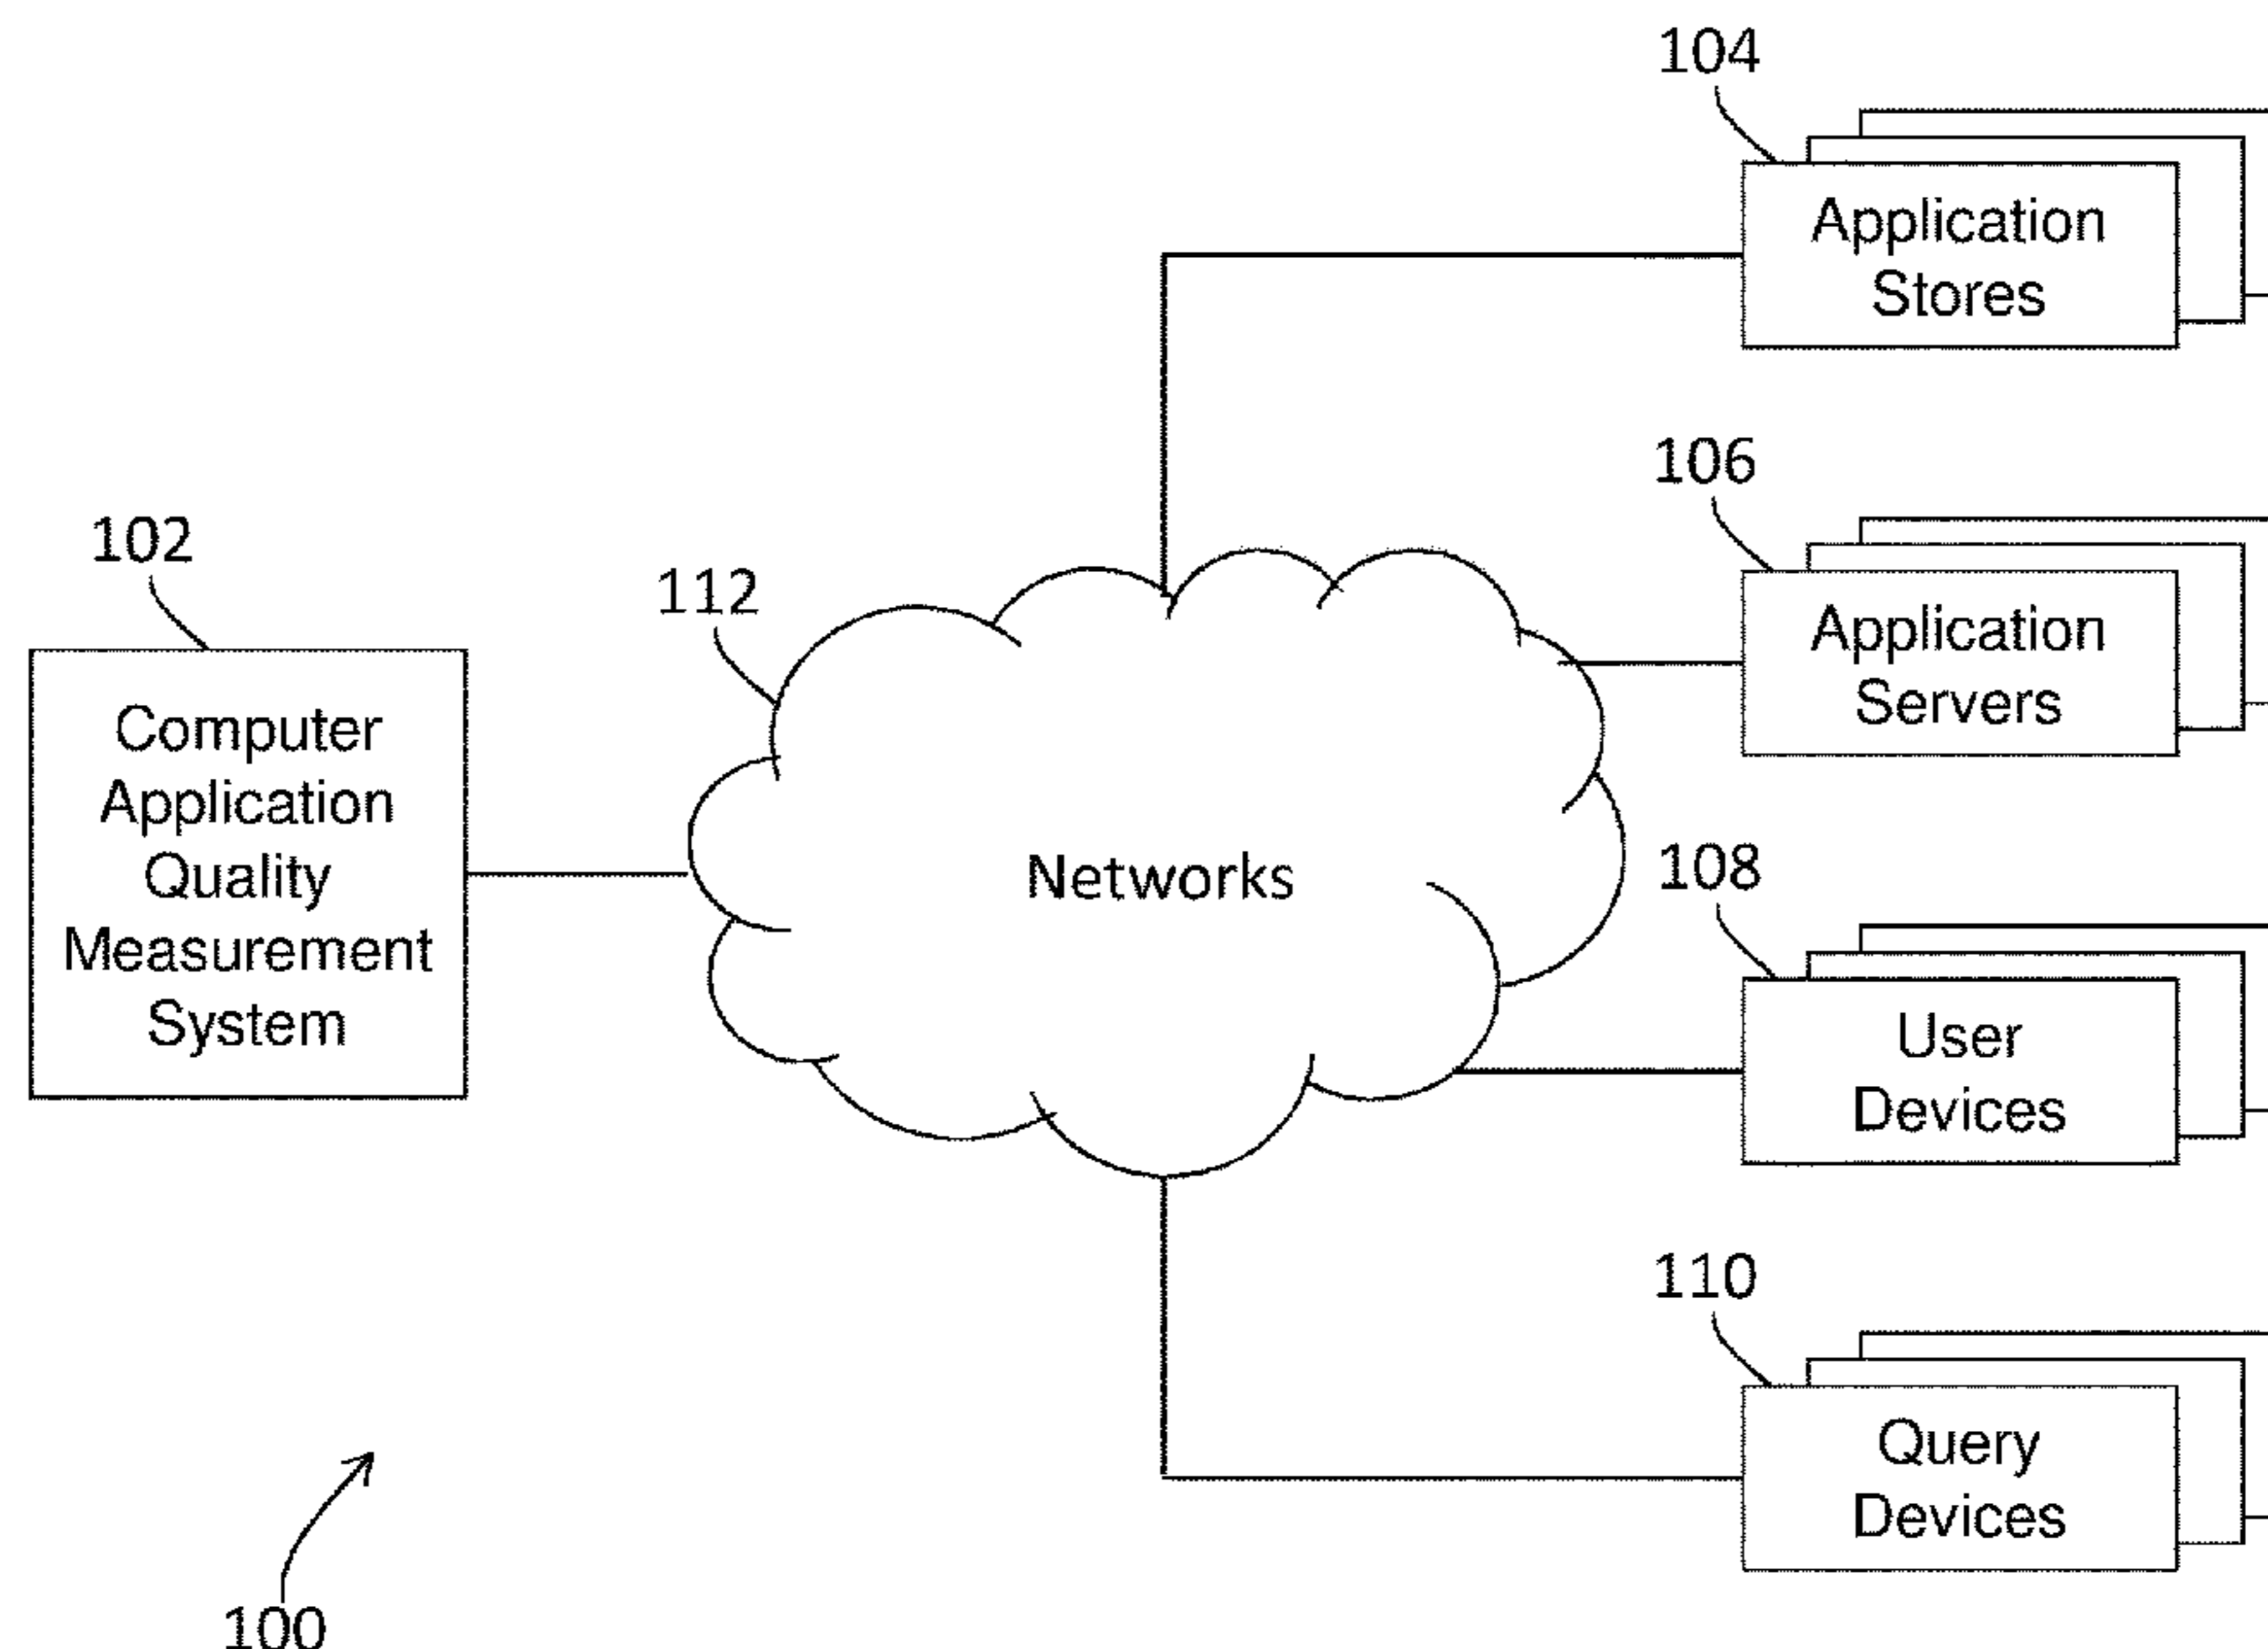 104
Application
Stores
106
Application
Servers
102
Computer
Application
Quality
Measurement
System
112
Networks
108
User
Devices
110
Query
Devices
100